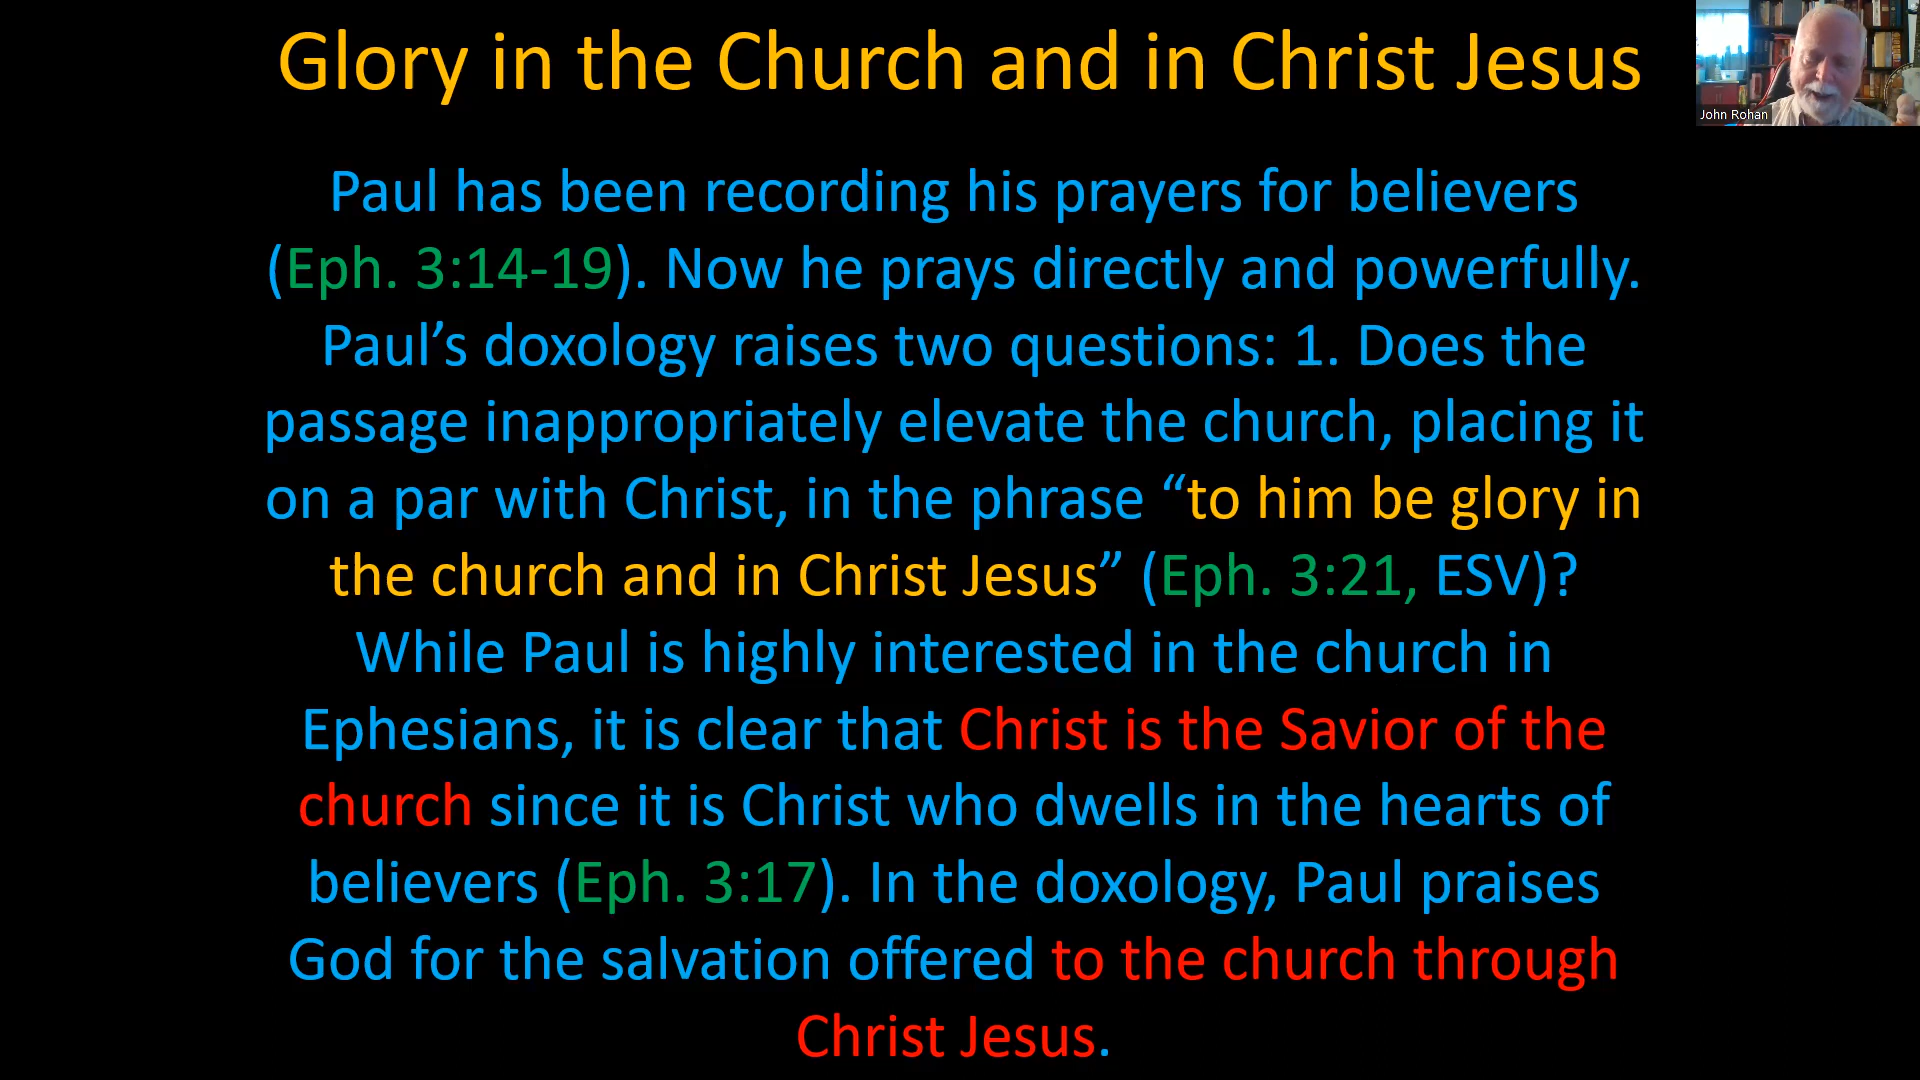 Glory in the Church and in Christ Jesus
John Rohan
Paul has been recording his prayers for believers
(Eph. 3:14-19). Now he prays directly and powerfully.
Paul’s doxology raises two questions: 1. Does the
passage inappropriately elevate the church, placing it
on a par with Christ, in the phrase “to him be glory in
the church and in Christ Jesus” (Eph. 3:21, ESV)?
While Paul is highly interested in the church in
Ephesians, it is clear that Christ is the Savior of the
church since it is Christ who dwells in the hearts of
believers (Eph. 3:17). In the doxology, Paul praises
God for the salvation offered to the church through
Christ Jesus.